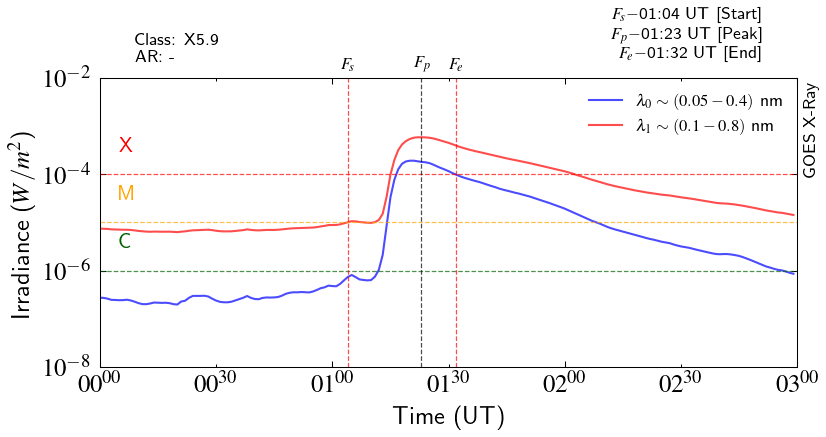 Class: X5.9
AR: -
Fₛ−01:04 UT [Start]
Fₚ−01:23 UT [Peak]
Fₑ−01:32 UT [End]
Fₛ Fₚ Fₑ
10⁻²
10⁻⁴
10⁻⁶
10⁻⁸
Irradiance (W/m²)
X
M
C
λ₀ ∼ (0.05 − 0.4) nm
λ₁ ∼ (0.1 − 0.8) nm
GOES X-Ray
00⁰⁰ 00³⁰ 01⁰⁰ 01³⁰ 02⁰⁰ 02³⁰ 03⁰⁰
Time (UT)